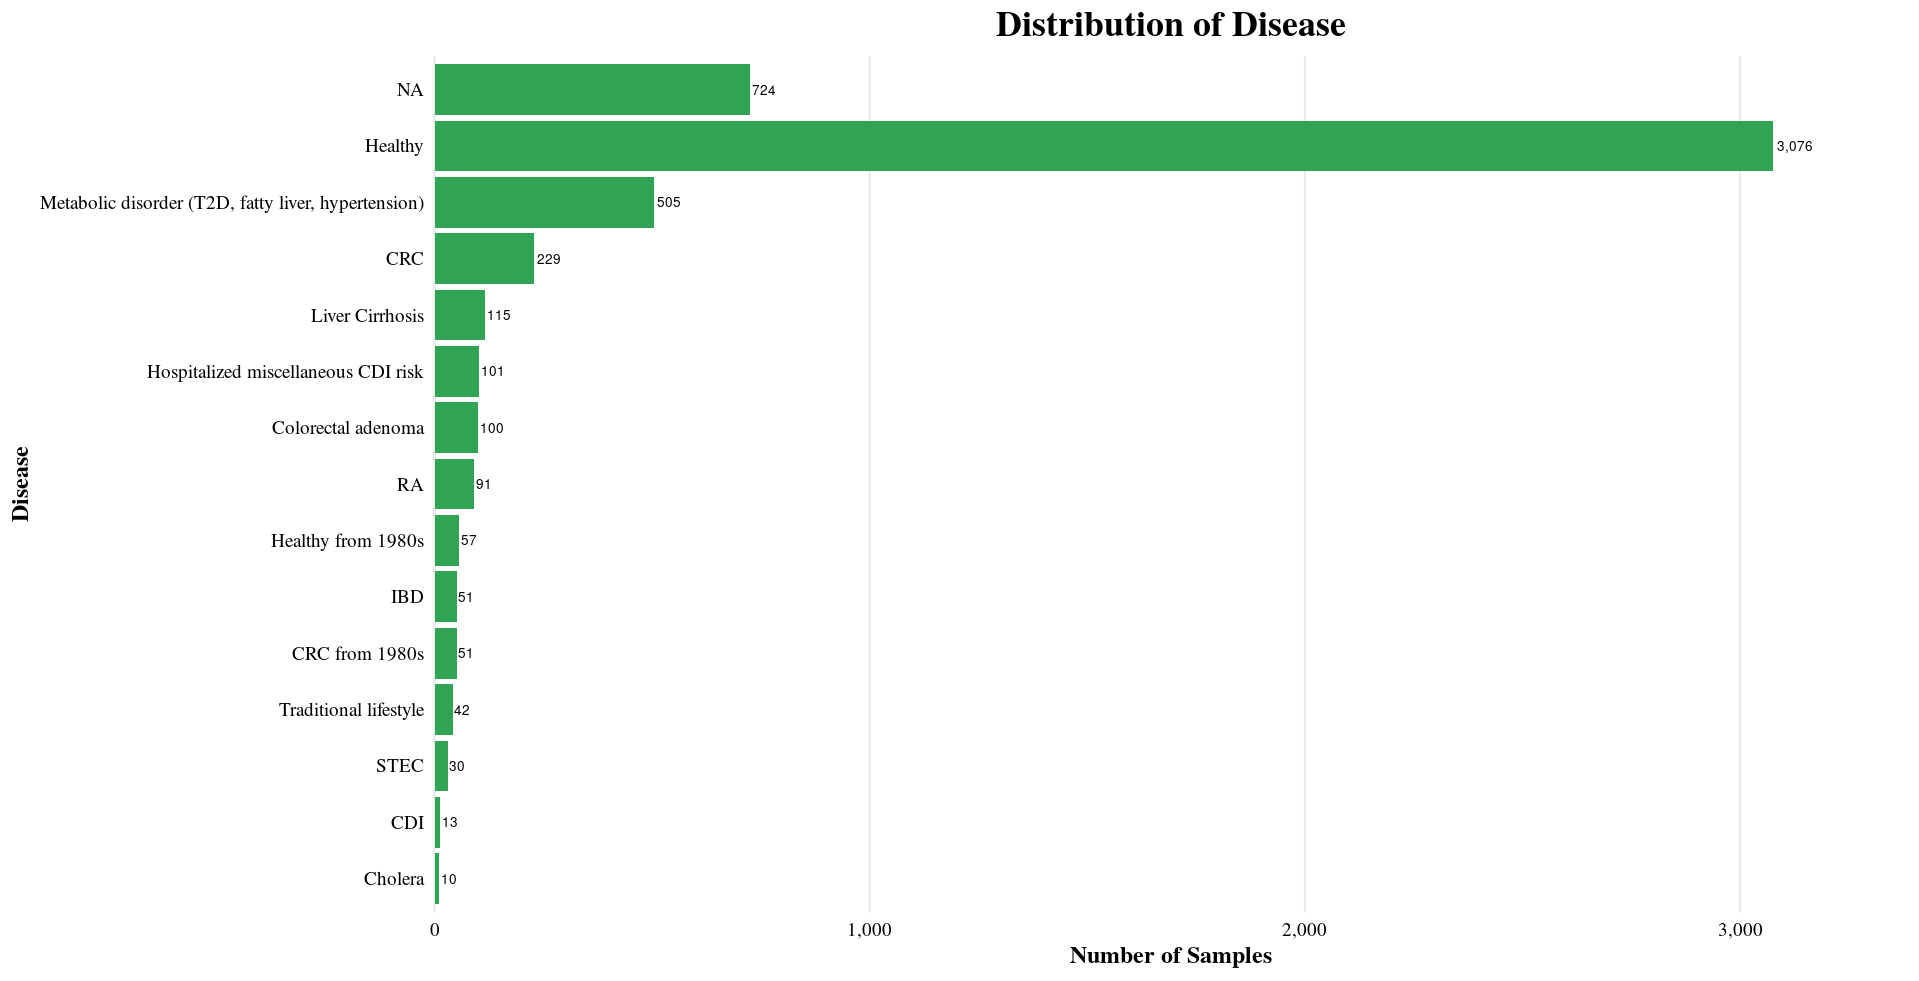 Distribution of Disease
NA 724
Healthy 3,076
Metabolic disorder (T2D, fatty liver, hypertension) 505
CRC 229
Liver Cirrhosis 115
Hospitalized miscellaneous CDI risk 101
Colorectal adenoma 100
RA 91
Healthy from 1980s 57
IBD 51
CRC from 1980s 51
Traditional lifestyle 42
STEC 30
CDI 13
Cholera 10
Disease
0 1,000 2,000 3,000
Number of Samples